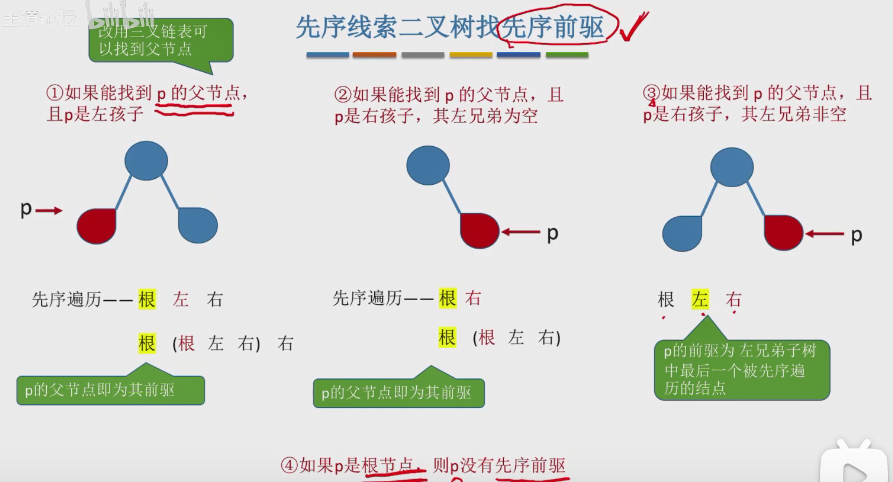 bilibili
先序线索二叉树找先序前驱
改用三叉链表可
以找到父节点
①如果能找到 p 的父节点，
且p是左孩子
p
先序遍历—— 根 左 右
根 (根 左 右) 右
p的父节点即为其前驱
②如果能找到 p 的父节点，且
p是右孩子，其左兄弟为空
p
先序遍历—— 根 右
根 (根 左 右)
p的父节点即为其前驱
③如果能找到 p 的父节点，且
p是右孩子，其左兄弟非空
p
根 左 右
p的前驱为 左兄弟子树
中最后一个被先序遍
历的结点
④如果p是根节点，则p没有先序前驱